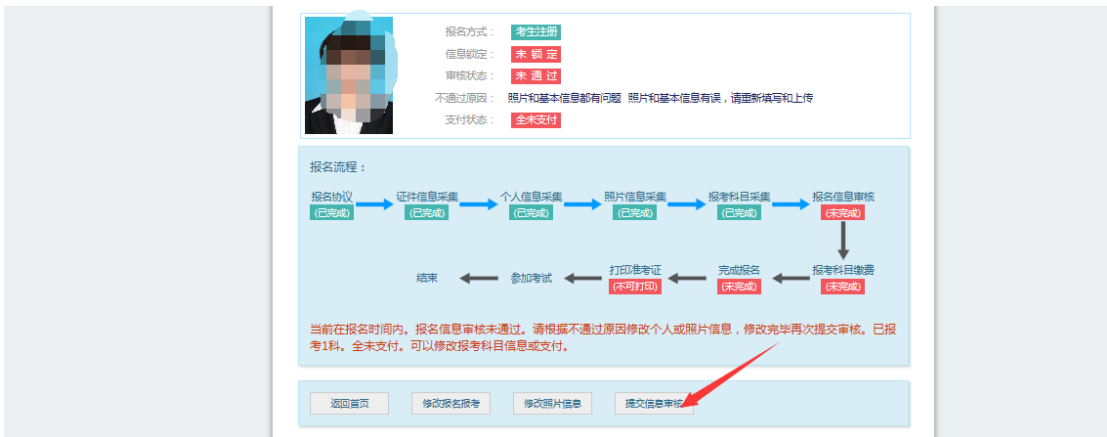 报名方式： 考生注册
信息锁定： 未 锁 定
审核状态： 未 通 过
不通过原因： 照片和基本信息都有问题 照片和基本信息有误，请重新填写和上传
支付状态： 全未支付
报名流程：
报名协议 证件信息采集 个人信息采集 照片信息采集 报考科目采集 报名信息审核
(已完成) (已完成) (已完成) (已完成) (已完成) (未完成)
结束 参加考试 打印准考证 完成报名 报考科目缴费
(不可打印) (未完成) (未完成)
当前在报名时间内。报名信息审核未通过。请根据不通过原因修改个人或照片信息，修改完毕再次提交审核。已报
考1科。全未支付。可以修改报考科目信息或支付。
返回首页 修改报名报考 修改照片信息 提交信息审核